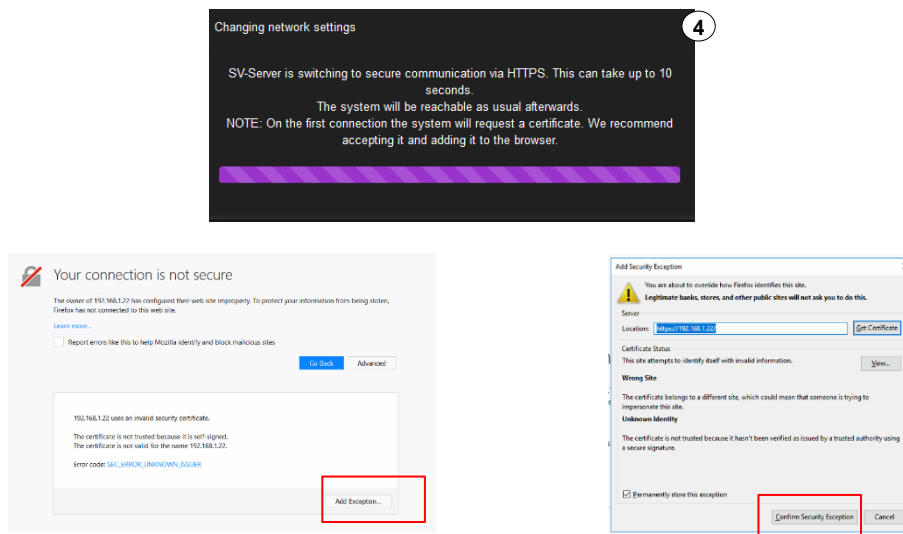 Changing network settings
4
SV-Server is switching to secure communication via HTTPS. This can take up to 10
seconds.
The system will be reachable as usual afterwards.
NOTE: On the first connection the system will request a certificate. We recommend
accepting it and adding it to the browser.
Your connection is not secure
The owner of 192.168.1.22 has configured their web site improperly. To protect your information from being stolen,
Firefox has not connected to this web site.
Learn more...
Report errors like this to help Mozilla identify and block malicious sites
Go Back
Advanced
192.168.1.22 uses an invalid security certificate.
The certificate is not trusted because it is self-signed.
The certificate is not valid for the name 192.168.1.22.
Error code: SEC_ERROR_UNKNOWN_ISSUER
Add Exception...
Add Security Exception
You are about to override how Firefox identifies this site.
Legitimate banks, stores, and other public sites will not ask you to do this.
Server
Location: https://192.168.1.22/
Get Certificate
Certificate Status
This site attempts to identify itself with invalid information.
View...
Wrong Site
The certificate belongs to a different site, which could mean that someone is trying to
impersonate this site.
Unknown Identity
The certificate is not trusted because it hasn't been verified as issued by a trusted authority using
a secure signature.
Permanently store this exception
Confirm Security Exception
Cancel